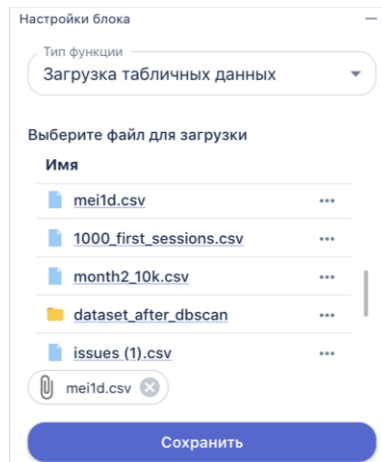 Настройки блока
Тип функции
Загрузка табличных данных
Выберите файл для загрузки
Имя
mei1d.csv
1000_first_sessions.csv
month2_10k.csv
dataset_after_dbscan
issues (1).csv
mei1d.csv
Сохранить